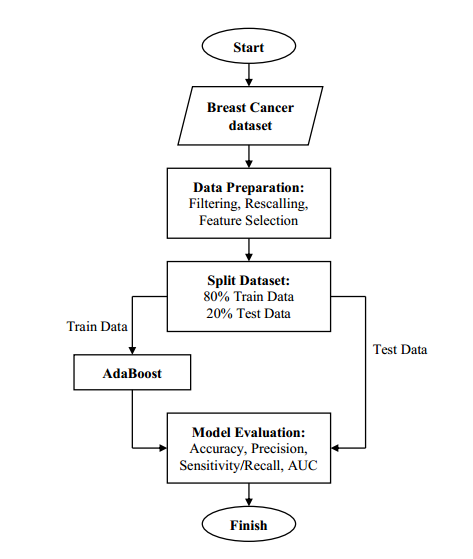 Start
Breast Cancer
dataset
Data Preparation:
Filtering, Rescalling,
Feature Selection
Split Dataset:
80% Train Data
20% Test Data
Train Data
Test Data
AdaBoost
Model Evaluation:
Accuracy, Precision,
Sensitivity/Recall, AUC
Finish